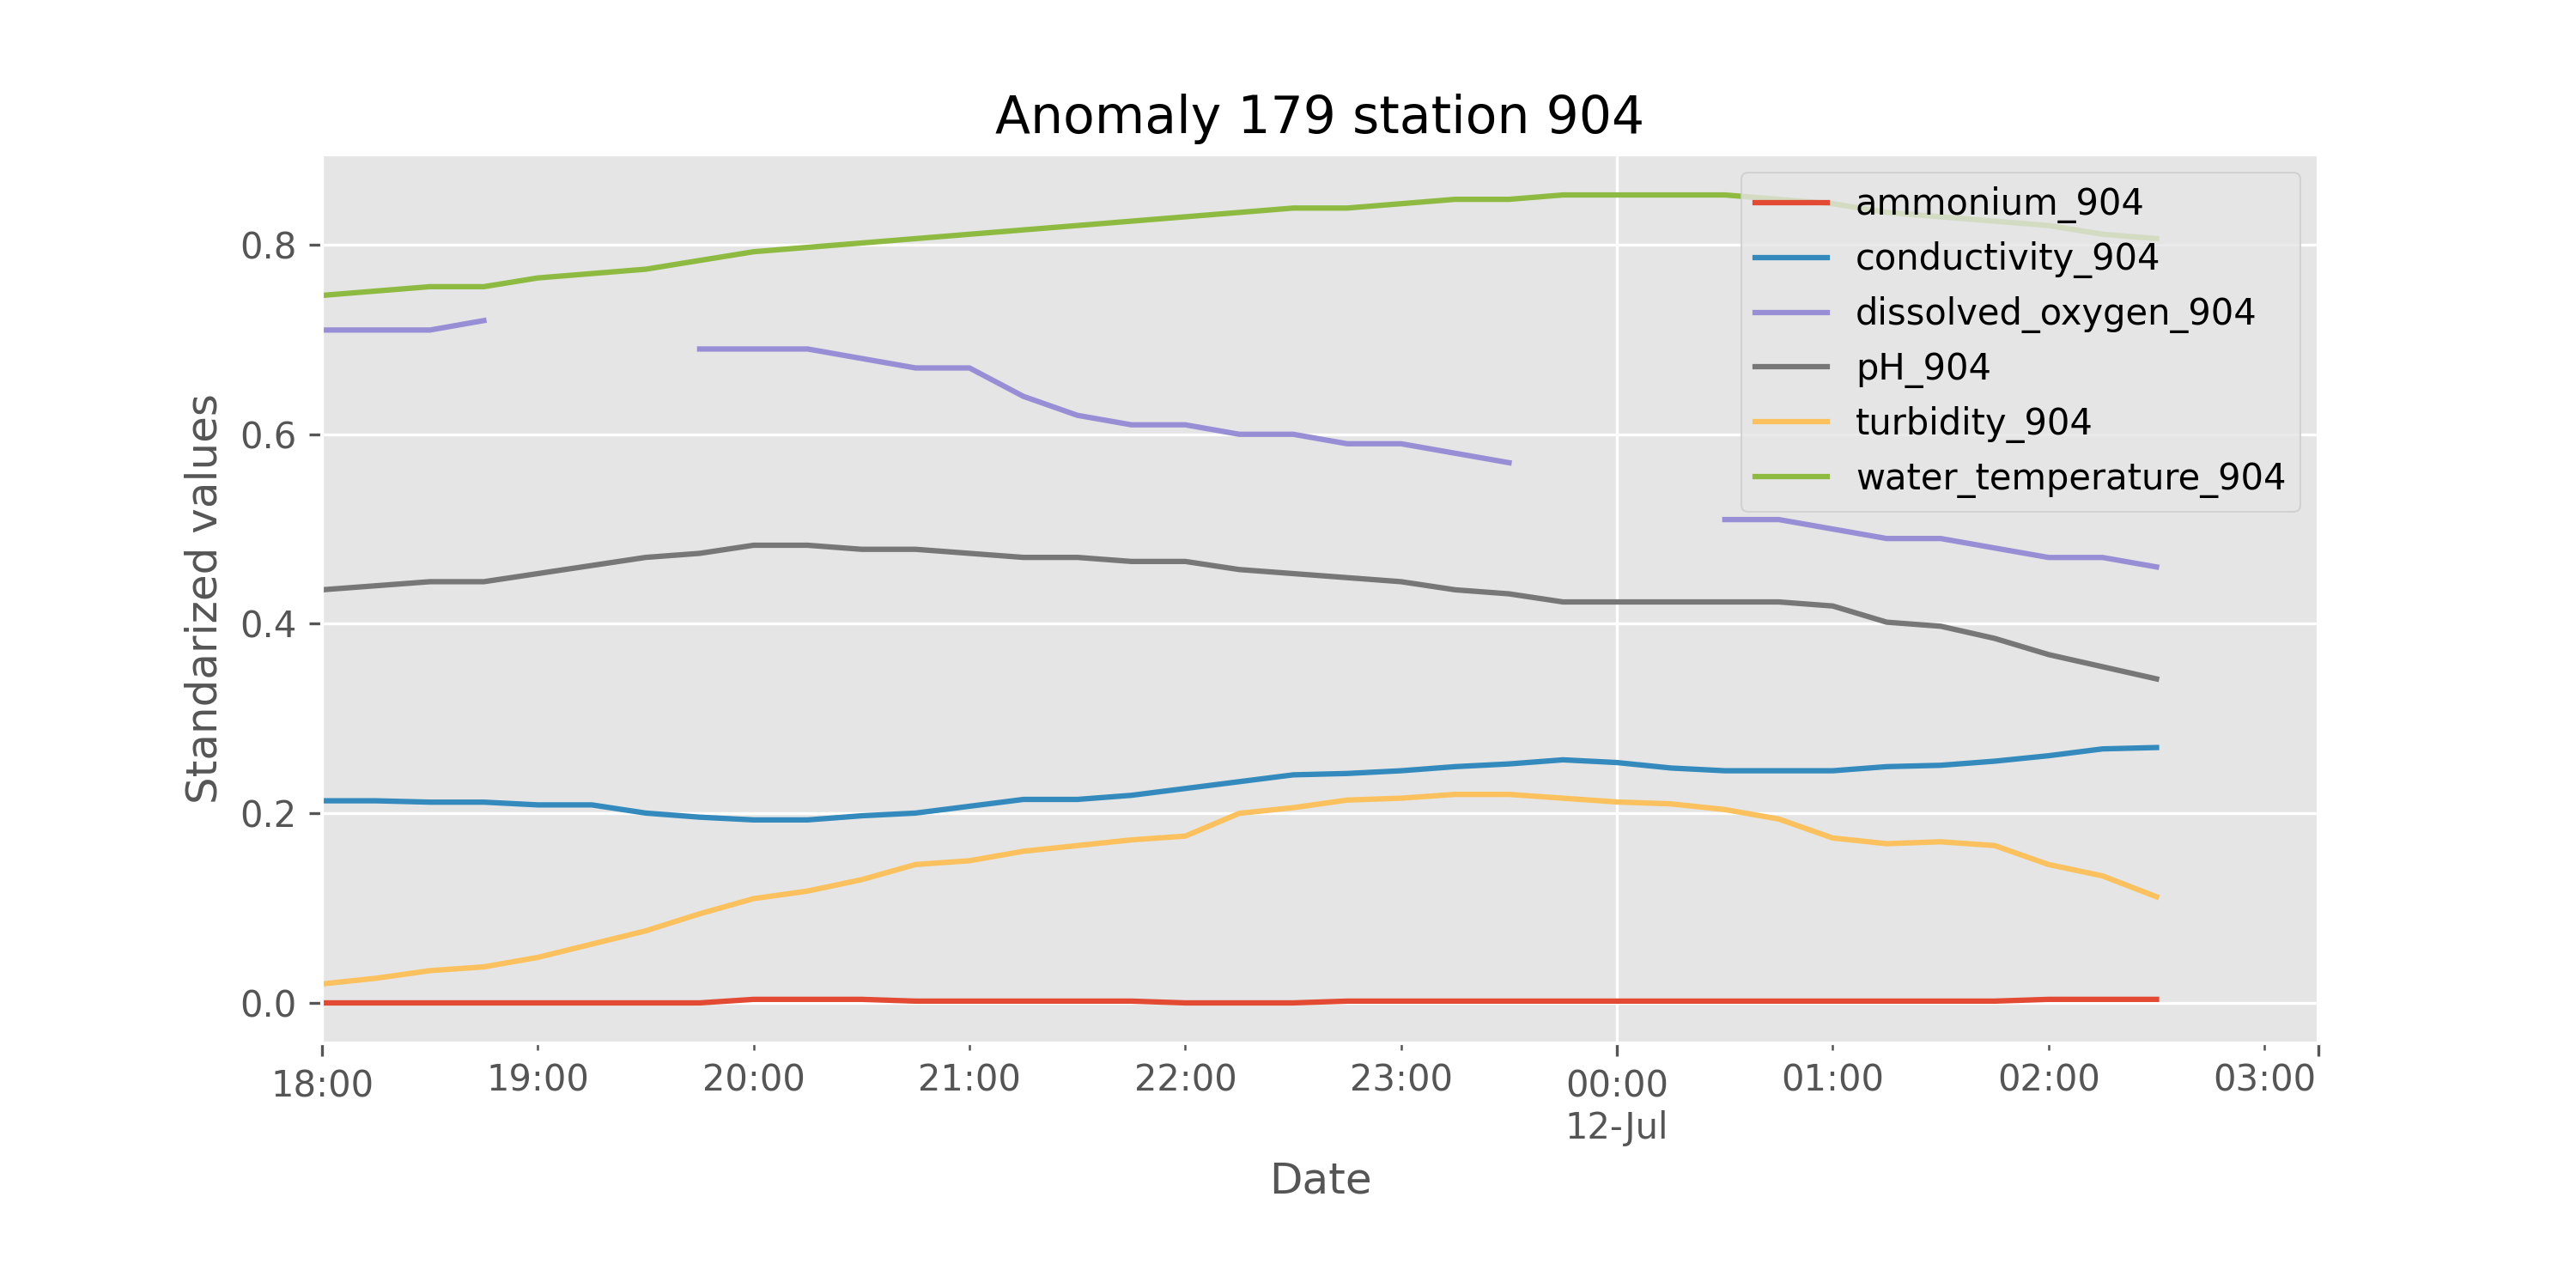 Anomaly 179 station 904
ammonium_904
conductivity_904
dissolved_oxygen_904
pH_904
turbidity_904
water_temperature_904
Standarized values
0.8
0.6
0.4
0.2
0.0
18:00 19:00 20:00 21:00 22:00 23:00 00:00 01:00 02:00 03:00
12-Jul
Date